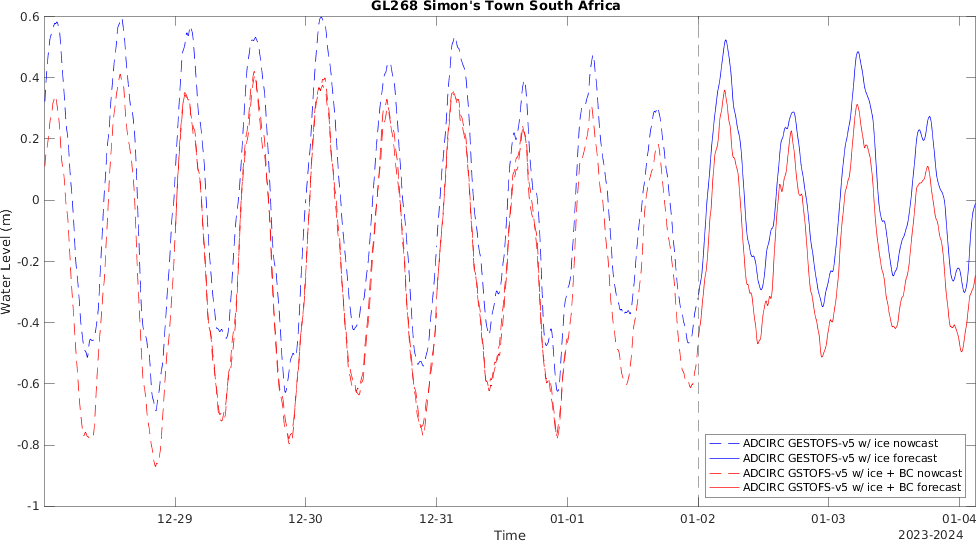 GL268 Simon's Town South Africa
0.6
0.4
0.2
0
-0.2
-0.4
-0.6
-0.8
-1
Water Level (m)
12-29
12-30
12-31
01-01
01-02
01-03
01-04
Time
2023-2024
ADCIRC GESTOFS-v5 w/ ice nowcast
ADCIRC GESTOFS-v5 w/ ice forecast
ADCIRC GSTOFS-v5 w/ ice + BC nowcast
ADCIRC GSTOFS-v5 w/ ice + BC forecast